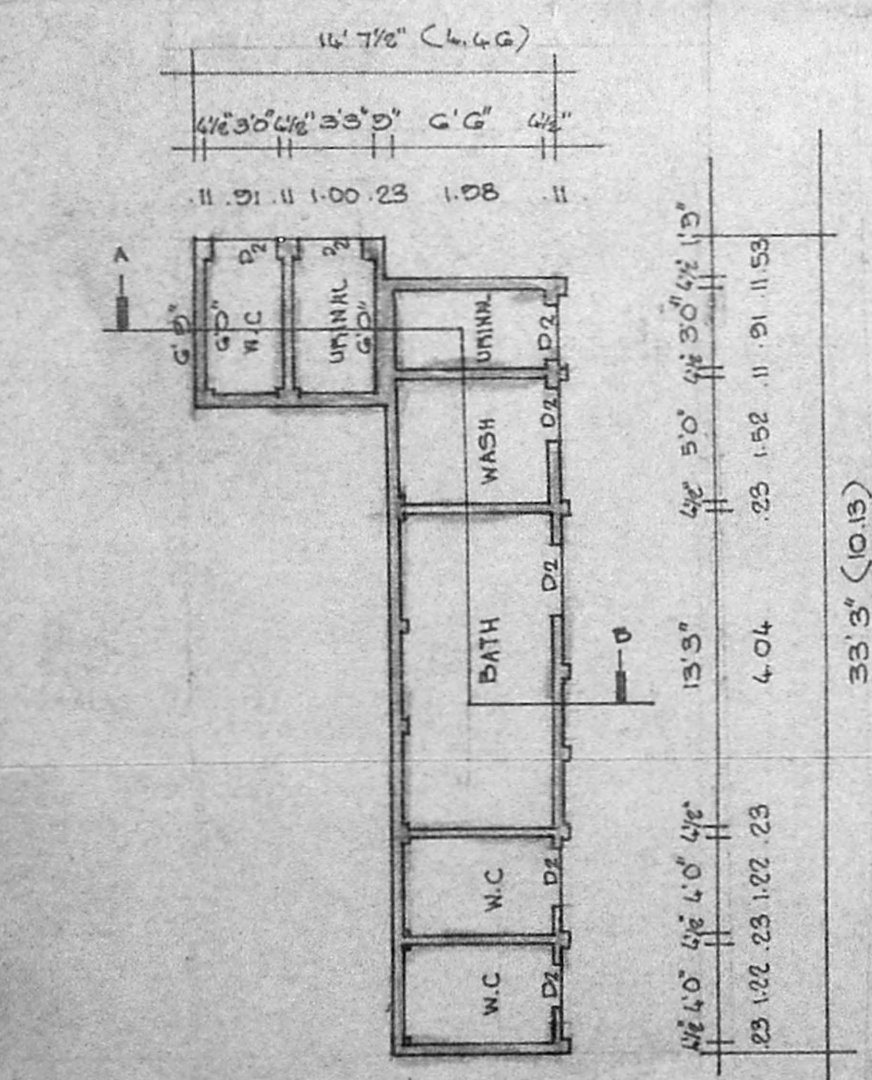 14' 7½" (4.46)
4½" 3'0" 4½" 3'3" 9" 6'6" 4½"
.11 .91 .11 1.00 .23 1.98 .11
A
D2
D2
6'9"
6'0"
W.C
URINAL
6'0"
URINAL
D2
WASH
D2
BATH
D2
B
W.C
D2
W.C
D2
1'9" 4½" 3'0" 4½" 5'0" 4½" 13'3" 4½" 4'0" 4½" 4'0" 4½"
.53 .11 .91 .11 1.52 .23 4.04 .23 1.22 .23 1.22 .23
33'3" (10.13)